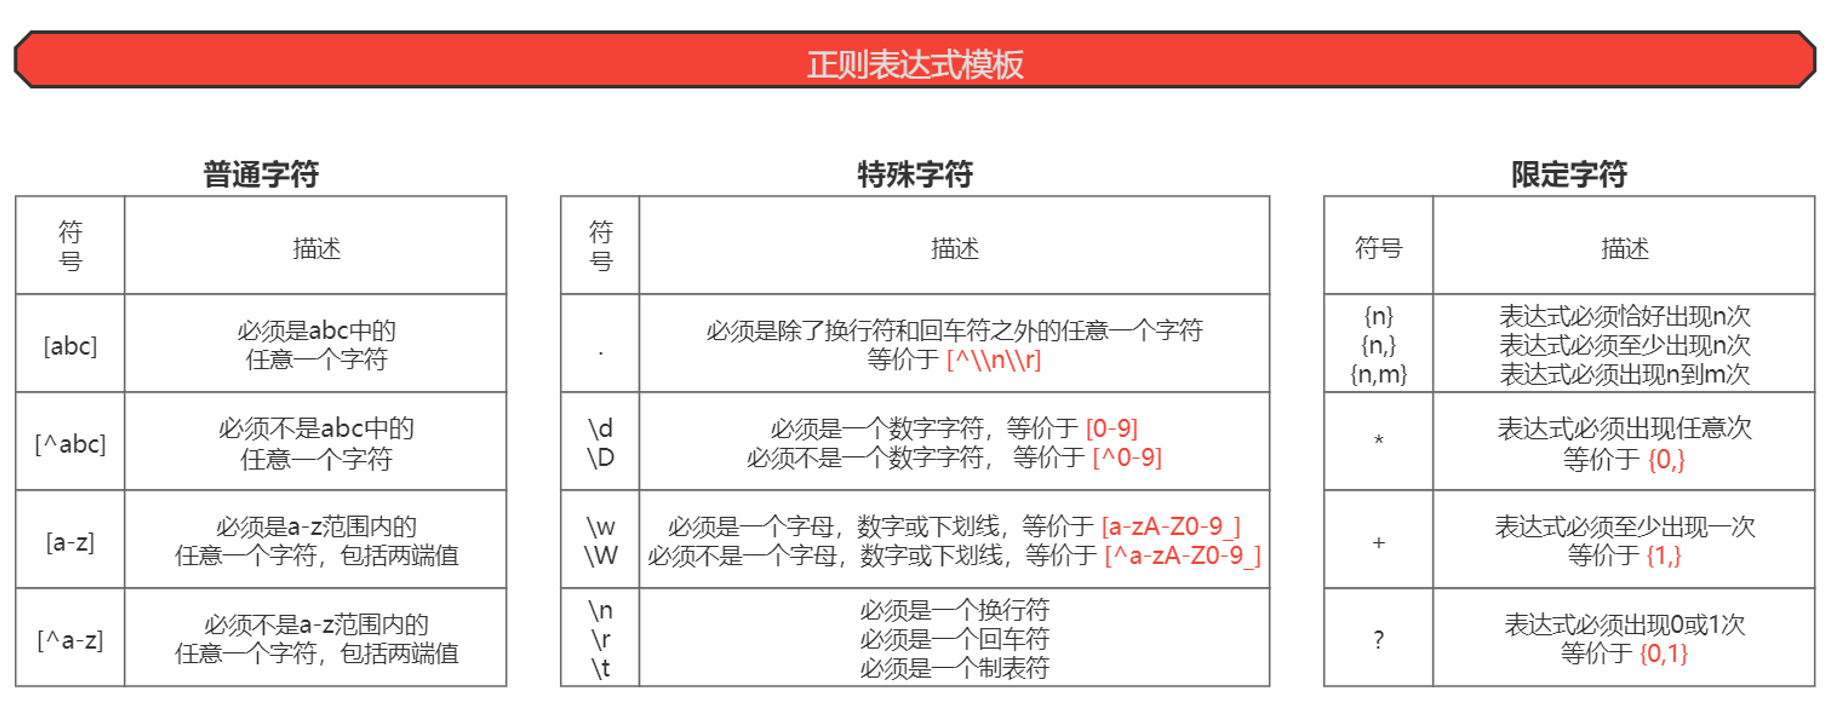 正则表达式模板
普通字符
符
号
描述
[abc]
必须是abc中的
任意一个字符
[^abc]
必须不是abc中的
任意一个字符
[a-z]
必须是a-z范围内的
任意一个字符，包括两端值
[^a-z]
必须不是a-z范围内的
任意一个字符，包括两端值
特殊字符
符
号
描述
.
必须是除了换行符和回车符之外的任意一个字符
等价于 [^\\n\\r]
\d
\D
必须是一个数字字符，等价于 [0-9]
必须不是一个数字字符， 等价于 [^0-9]
\w
\W
必须是一个字母，数字或下划线，等价于 [a-zA-Z0-9_]
必须不是一个字母，数字或下划线，等价于 [^a-zA-Z0-9_]
\n
\r
\t
必须是一个换行符
必须是一个回车符
必须是一个制表符
限定字符
符号
描述
{n}
{n,}
{n,m}
表达式必须恰好出现n次
表达式必须至少出现n次
表达式必须出现n到m次
*
表达式必须出现任意次
等价于 {0,}
+
表达式必须至少出现一次
等价于 {1,}
?
表达式必须出现0或1次
等价于 {0,1}